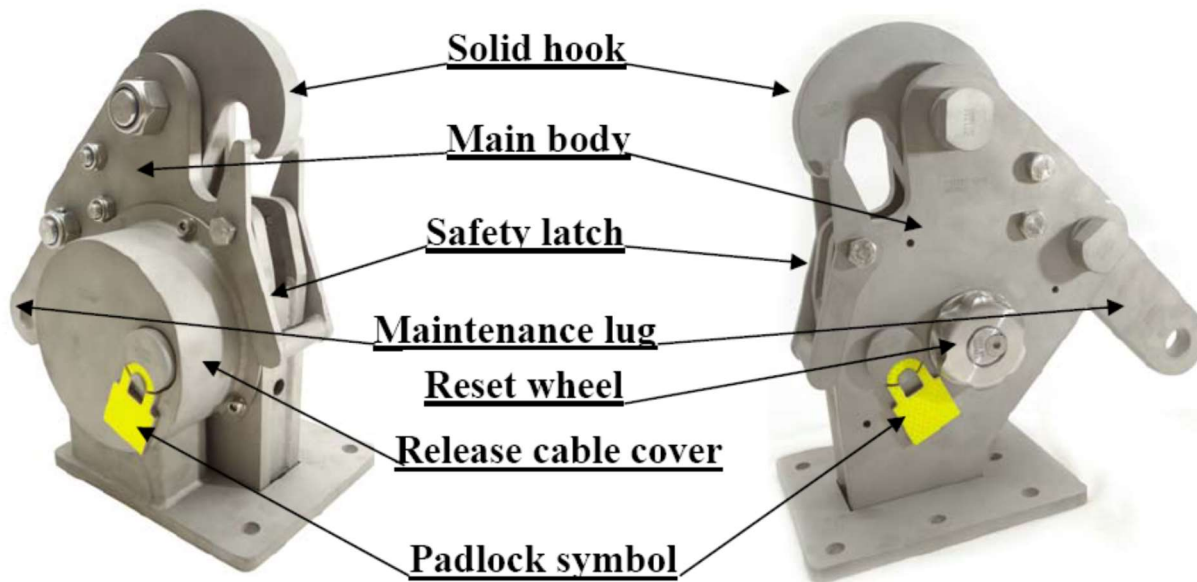 Solid hook
Main body
Safety latch
Maintenance lug
Reset wheel
Release cable cover
Padlock symbol